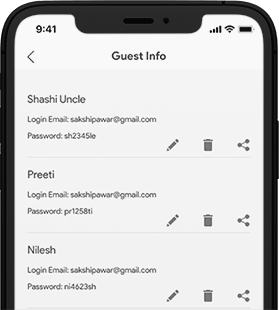 9:41
Guest Info
Shashi Uncle
Login Email: sakshipawar@gmail.com
Password: sh2345le
Preeti
Login Email: sakshipawar@gmail.com
Password: pr1258ti
Nilesh
Login Email: sakshipawar@gmail.com
Password: ni4623sh